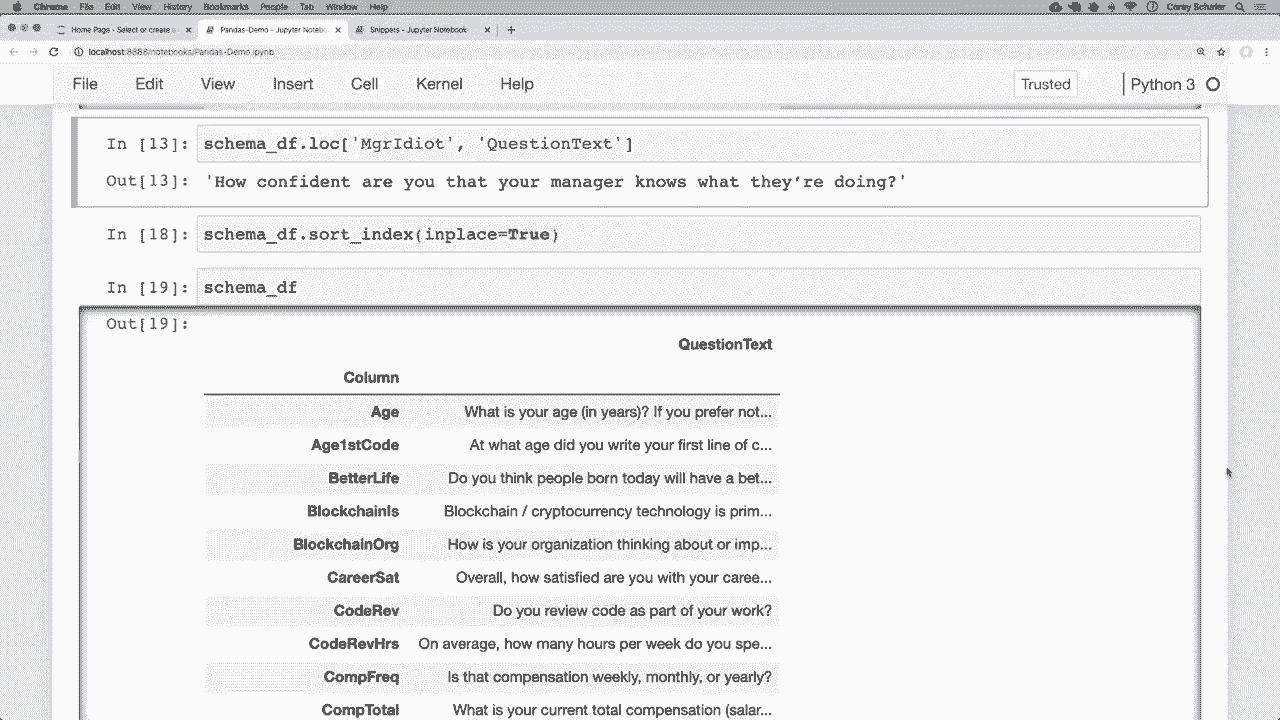 Chrome File Edit View History Bookmarks People Tab Window Help Corey Schafer
Home Page - Select or create a Pandas-Demo - Jupyter Notebo Snippets - Jupyter Notebook
localhost:8888/notebooks/Pandas-Demo.ipynb
File Edit View Insert Cell Kernel Help Trusted Python 3
In [13]: schema_df.loc['MgrIdiot', 'QuestionText']
Out[13]: 'How confident are you that your manager knows what they’re doing?'
In [18]: schema_df.sort_index(inplace=True)
In [19]: schema_df
Out[19]:
QuestionText
Column
Age What is your age (in years)? If you prefer not...
Age1stCode At what age did you write your first line of c...
BetterLife Do you think people born today will have a bet...
BlockchainIs Blockchain / cryptocurrency technology is prim...
BlockchainOrg How is your organization thinking about or imp...
CareerSat Overall, how satisfied are you with your caree...
CodeRev Do you review code as part of your work?
CodeRevHrs On average, how many hours per week do you spe...
CompFreq Is that compensation weekly, monthly, or yearly?
CompTotal What is your current total compensation (salar...